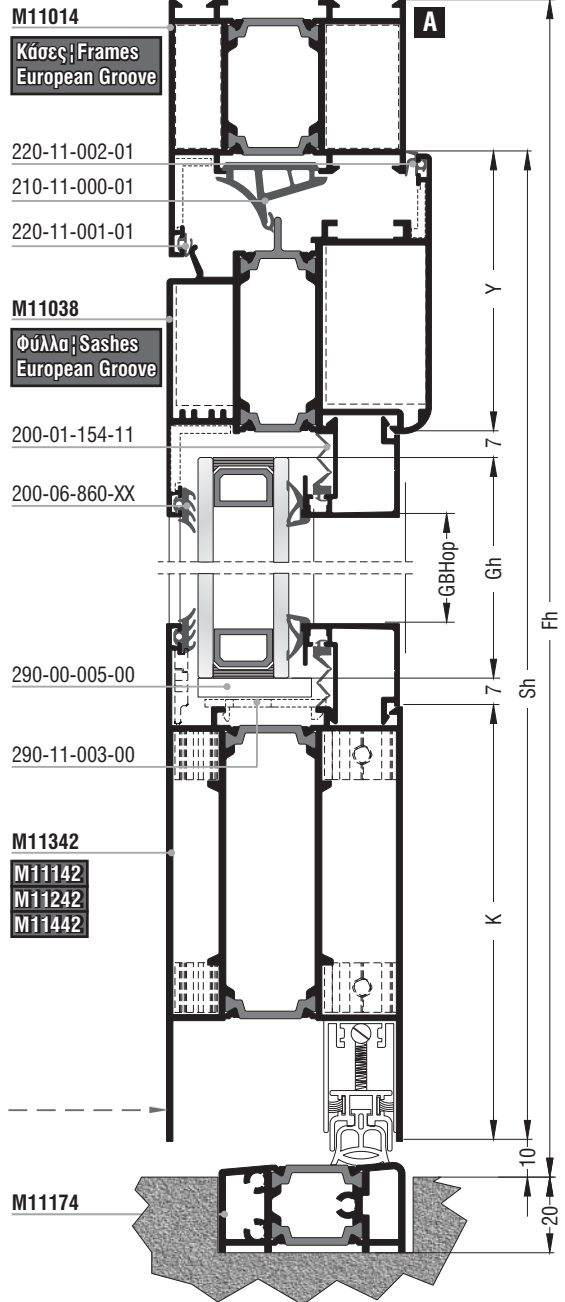 M11014
A
Κάσες¦Frames
European Groove
220-11-002-01
210-11-000-01
220-11-001-01
Y
M11038
Φύλλα¦Sashes
European Groove
200-01-154-11
7
200-06-860-XX
Gh
GBHop
Fh
Sh
290-00-005-00
7
290-11-003-00
M11342
M11142
M11242
M11442
K
10
M11174
20